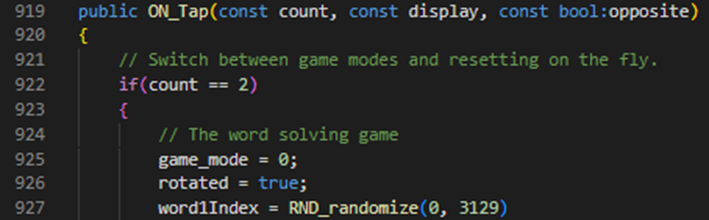 919 public ON_Tap(const count, const display, const bool:opposite)
920 {
921 // Switch between game modes and resetting on the fly.
922 if(count == 2)
923 {
924 // The word solving game
925 game_mode = 0;
926 rotated = true;
927 word1Index = RND_randomize(0, 3129)